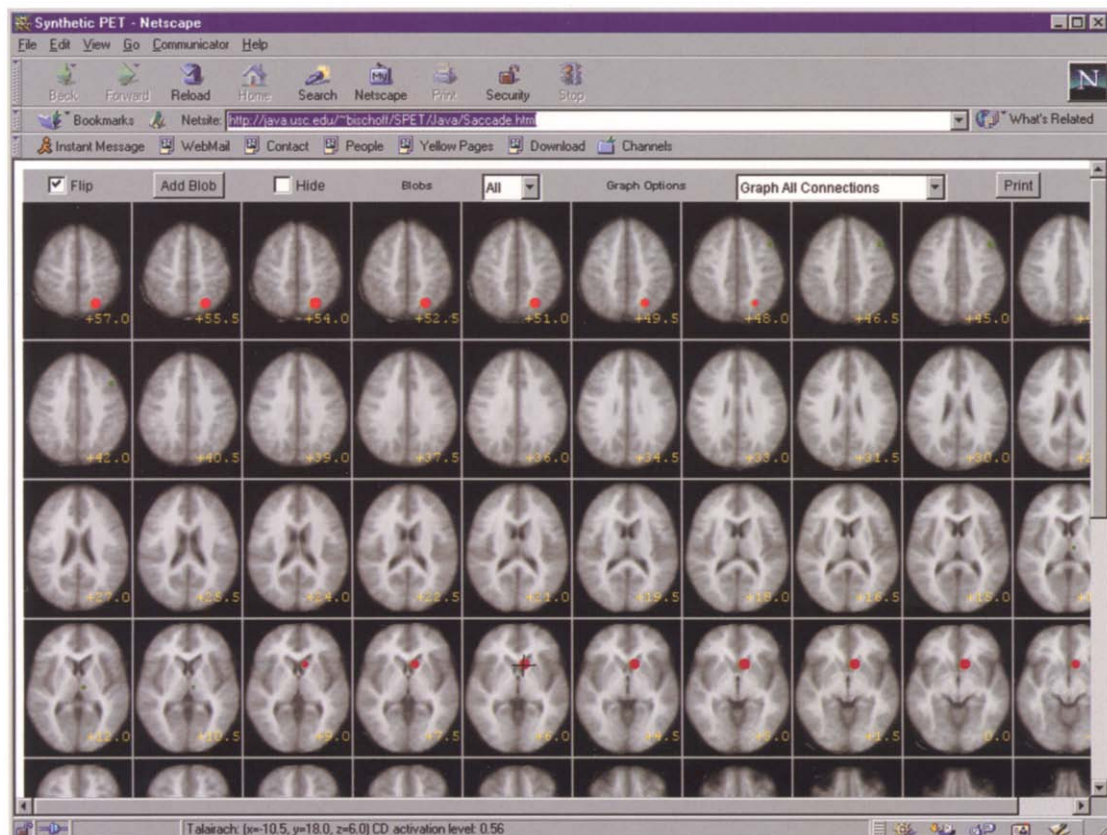 Synthetic PET - Netscape
File Edit View Go Communicator Help
Back Forward Reload Home Search Netscape Print Security Stop
N
Bookmarks Netsite: http://java.usc.edu/~bischoff/SPET/Java/Saccade.html What's Related
Instant Message WebMail Contact People Yellow Pages Download Channels
Flip Add Blob Hide Blobs All Graph Options Graph All Connections Print
+57.0 +55.5 +54.0 +52.5 +51.0 +49.5 +48.0 +46.5 +45.0
+42.0 +40.5 +39.0 +37.5 +36.0 +34.5 +33.0 +31.5 +30.0
+27.0 +25.5 +24.0 +22.5 +21.0 +19.5 +18.0 +16.5 +15.0
+12.0 +10.5 +9.0 +7.5 +6.0 +4.5 +3.0 +1.5 0.0
Talairach: (x=-10.5, y=18.0, z=6.0) CD activation level: 0.56